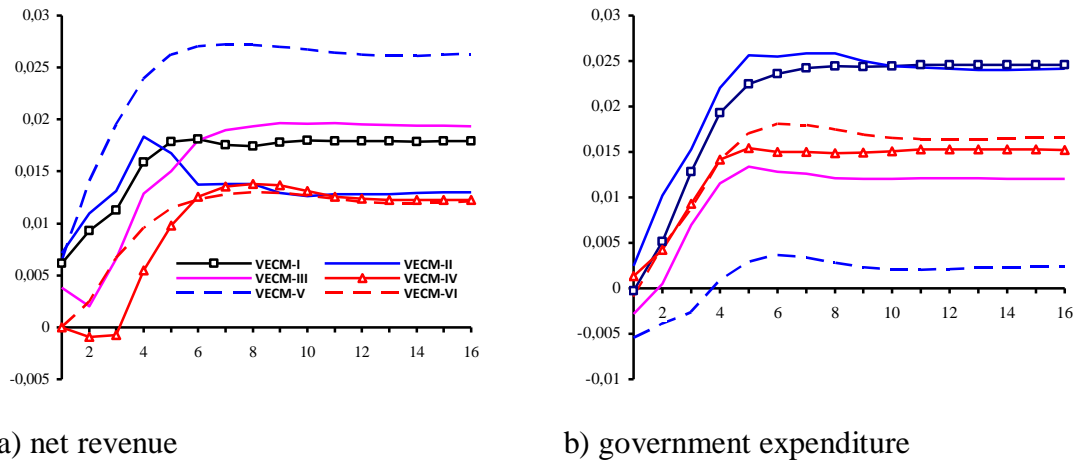 0,03
0,025
0,02
0,015
0,01
0,005
0
-0,005
2 4 6 8 10 12 14 16
VECM-I VECM-II
VECM-III VECM-IV
VECM-V VECM-VI
0,03
0,025
0,02
0,015
0,01
0,005
0
-0,005
-0,01
2 4 6 8 10 12 14 16
a) net revenue
b) government expenditure